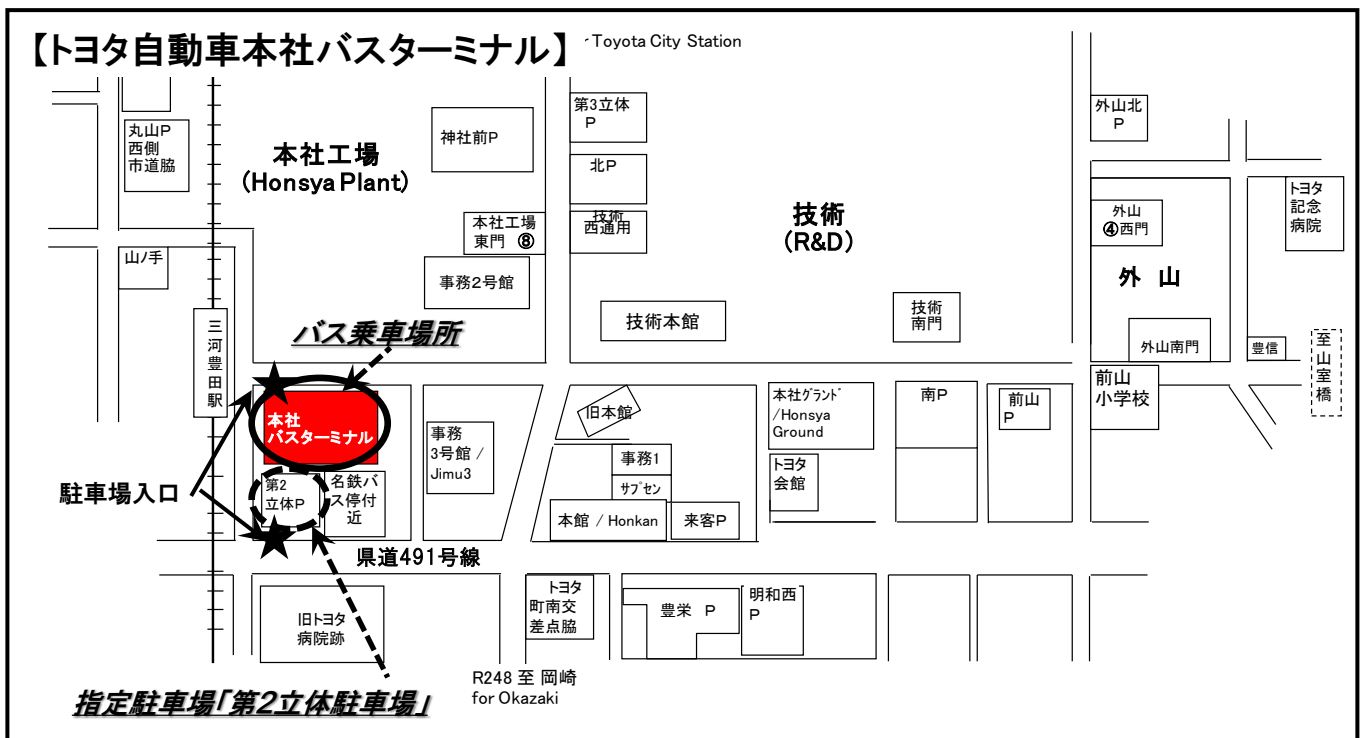 【トヨタ自動車本社バスターミナル】
Toyota City Station
丸山P
西側
市道脇
本社工場
(Honsya Plant)
神社前P
第3立体
P
北P
技術
西通用
本社工場
東門 ⑧
事務2号館
技術
(R&D)
技術本館
技術
南門
外山北
P
外山
④西門
トヨタ
記念
病院
外 山
外山南門
豊信
至山室橋
山ノ手
三河豊田駅
バス乗車場所
本社
バスターミナル
駐車場入口
第2
立体P
名鉄バ
ス停付
近
事務
3号館 /
Jimu3
旧本館
事務1
サブセン
本館 / Honkan
来客P
本社グランド
/Honsya
Ground
トヨタ
会館
南P
前山
P
前山
小学校
県道491号線
旧トヨタ
病院跡
トヨタ
町南交
差点脇
豊栄 P
明和西
P
R248 至 岡崎
for Okazaki
指定駐車場「第2立体駐車場」